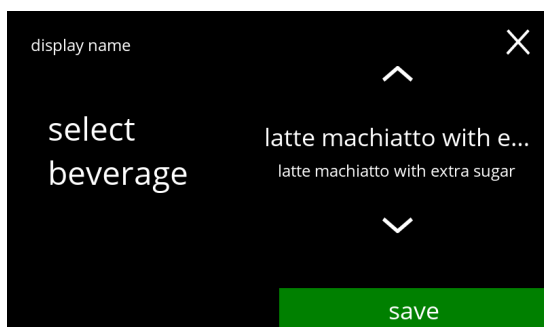 display name
select
beverage
latte machiatto with e...
latte machiatto with extra sugar
save